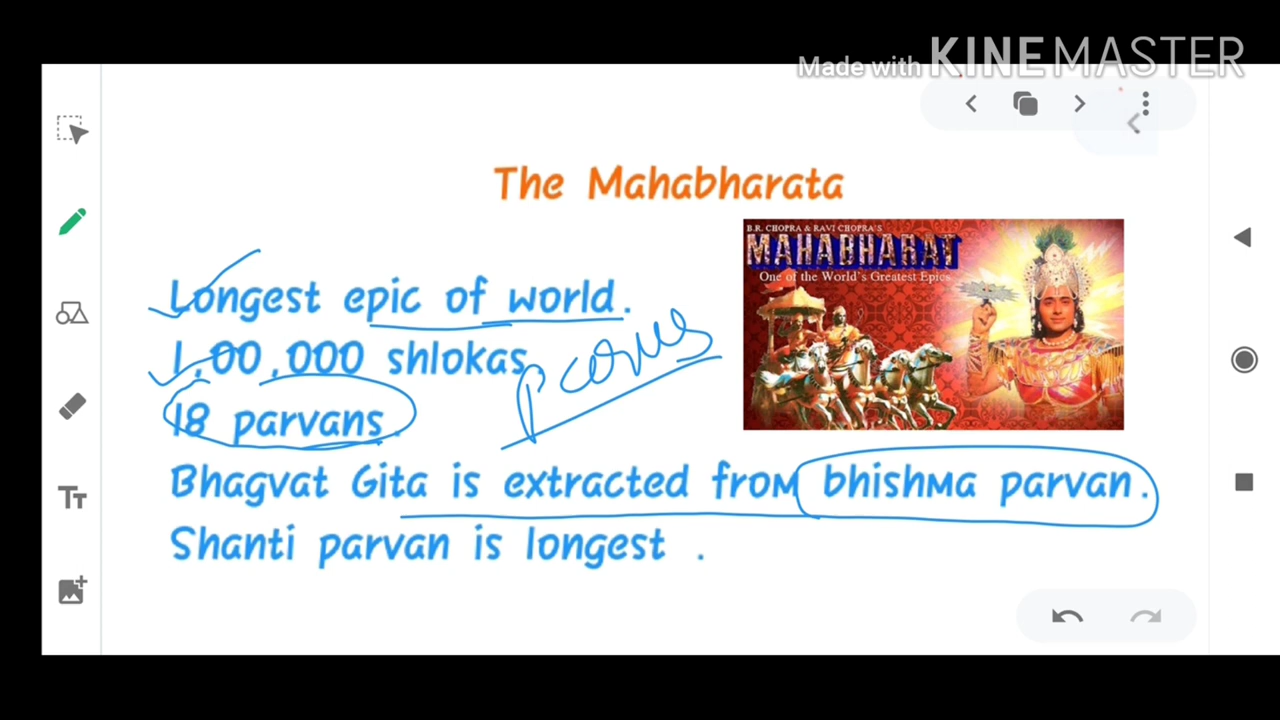 Made with KINEMASTER
The Mahabharata
B.R. CHOPRA & RAVI CHOPRA'S
MAHABHARAT
One of the World's Greatest Epics
Longest epic of world.
1,00,000 shlokas
18 parvans.
Bhagvat Gita is extracted from bhishma parvan.
Shanti parvan is longest .
TT